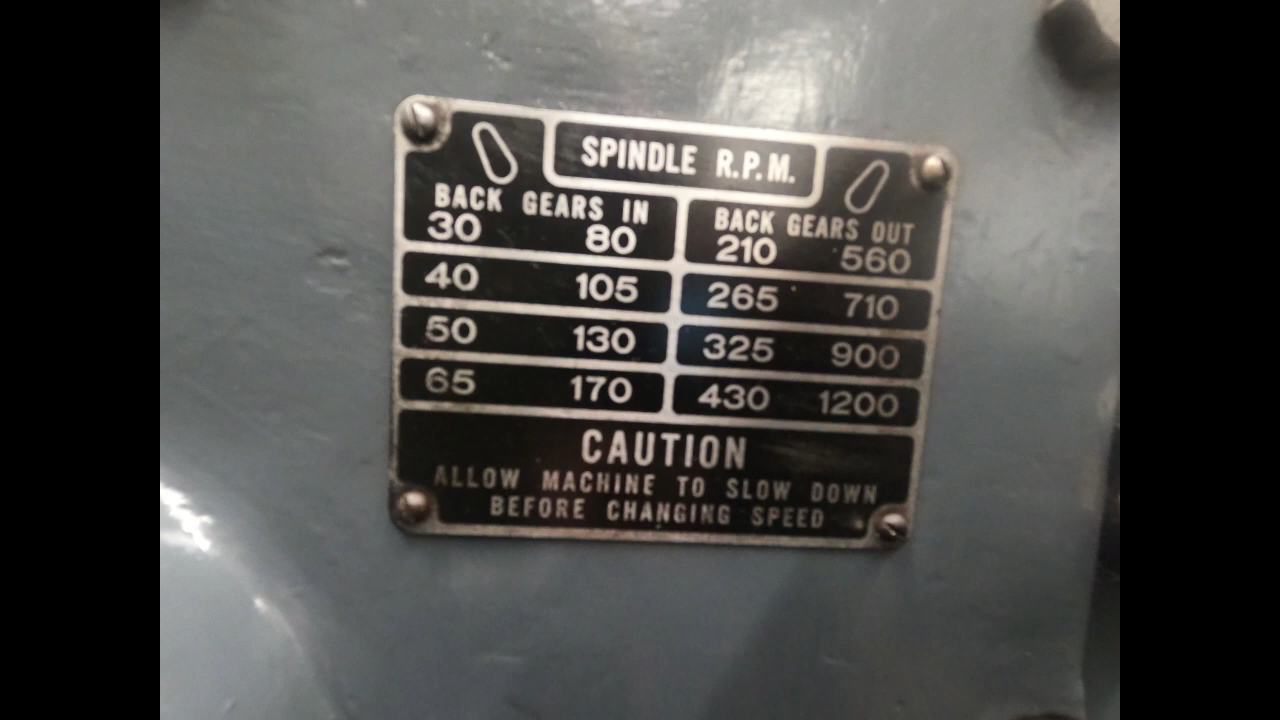 SPINDLE R.P.M.
BACK GEARS IN BACK GEARS OUT
30 80 210 560
40 105 265 710
50 130 325 900
65 170 430 1200
CAUTION
ALLOW MACHINE TO SLOW DOWN
BEFORE CHANGING SPEED